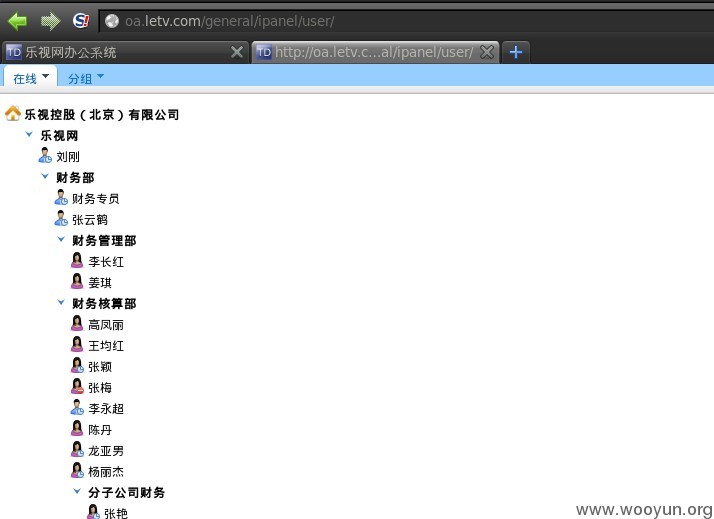 oa.letv.com/general/ipanel/user/
乐视网办公系统
http://oa.letv.c...al/ipanel/user/
在线 分组
乐视控股（北京）有限公司
乐视网
刘刚
财务部
财务专员
张云鹤
财务管理部
李长红
姜琪
财务核算部
高凤丽
王均红
张颖
张梅
李永超
陈丹
龙亚男
杨丽杰
分子公司财务
张艳
www.wooyun.org